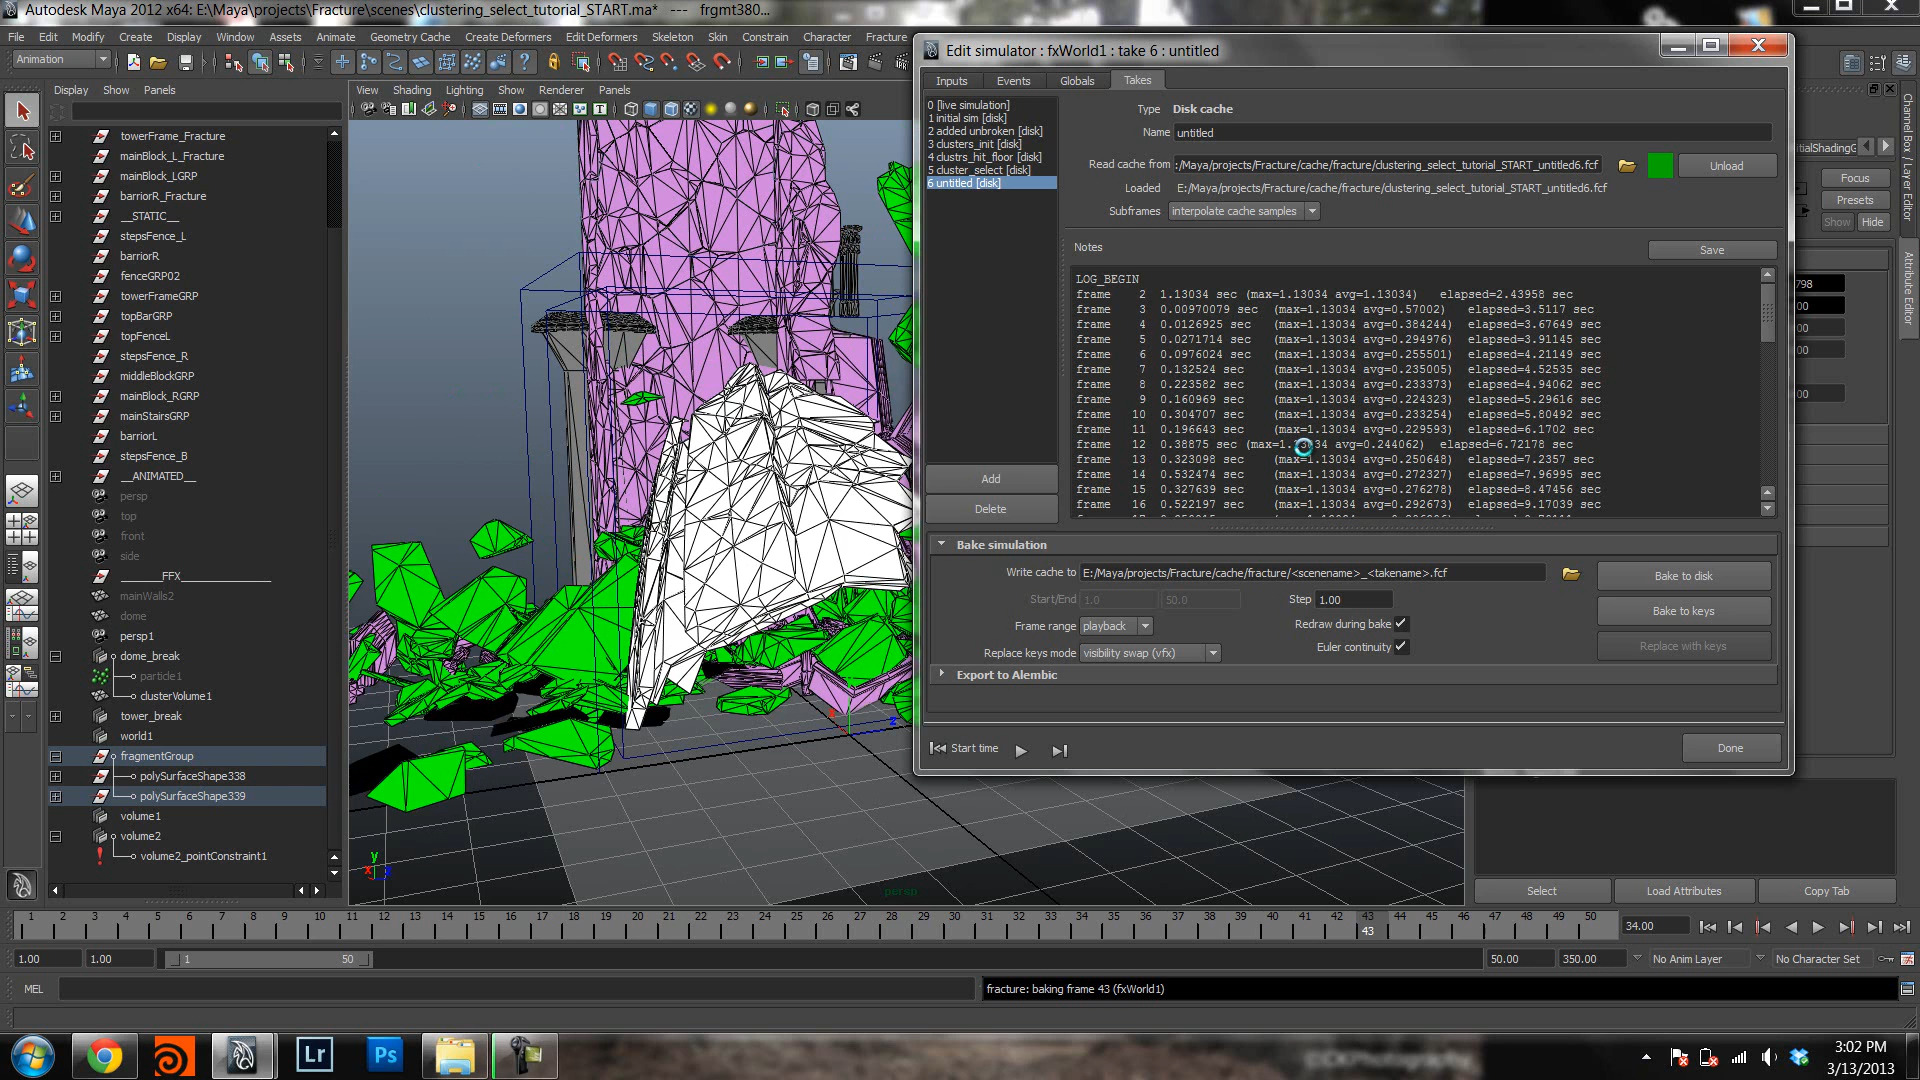 Autodesk Maya 2012 x64: E:\Maya\projects\Fracture\scenes\clustering_select_tutorial_START.ma*   ---   frgmt380...
File Edit Modify Create Display Window Assets Animate Geometry Cache Create Deformers Edit Deformers Skeleton Skin Constrain Character Fracture
Animation
Display Show Panels
View Shading Lighting Show Renderer Panels
towerFrame_Fracture
mainBlock_L_Fracture
mainBlock_LGRP
barriorR_Fracture
__STATIC__
stepsFence_L
barriorR
fenceGRP02
towerFrameGRP
topBarGRP
topFenceL
stepsFence_R
middleBlockGRP
mainBlock_RGRP
mainStairsGRP
barriorL
stepsFence_B
__ANIMATED__
persp
top
front
side
_______FFX______________
mainWalls2
dome
persp1
dome_break
particle1
clusterVolume1
tower_break
world1
fragmentGroup
polySurfaceShape338
polySurfaceShape339
volume1
volume2
volume2_pointConstraint1
y
z
persp
Edit simulator : fxWorld1 : take 6 : untitled
Inputs Events Globals Takes
0 [live simulation]
1 initial sim [disk]
2 added unbroken [disk]
3 clusters_init [disk]
4 clustrs_hit_floor [disk]
5 cluster_select [disk]
6 untitled [disk]
Add
Delete
Type Disk cache
Name untitled
Read cache from :/Maya/projects/Fracture/cache/fracture/clustering_select_tutorial_START_untitled6.fcf Unload
Loaded E:/Maya/projects/Fracture/cache/fracture/clustering_select_tutorial_START_untitled6.fcf
Subframes interpolate cache samples
Notes Save
LOG_BEGIN
frame 2 1.13034 sec (max=1.13034 avg=1.13034) elapsed=2.43958 sec
frame 3 0.00970079 sec (max=1.13034 avg=0.57002) elapsed=3.5117 sec
frame 4 0.0126925 sec (max=1.13034 avg=0.384244) elapsed=3.67649 sec
frame 5 0.0271714 sec (max=1.13034 avg=0.294976) elapsed=3.91145 sec
frame 6 0.0976024 sec (max=1.13034 avg=0.255501) elapsed=4.21149 sec
frame 7 0.132524 sec (max=1.13034 avg=0.235005) elapsed=4.52535 sec
frame 8 0.223582 sec (max=1.13034 avg=0.233373) elapsed=4.94062 sec
frame 9 0.160969 sec (max=1.13034 avg=0.224323) elapsed=5.29616 sec
frame 10 0.304707 sec (max=1.13034 avg=0.233254) elapsed=5.80492 sec
frame 11 0.196643 sec (max=1.13034 avg=0.229593) elapsed=6.1702 sec
frame 12 0.38875 sec (max=1.13034 avg=0.244062) elapsed=6.72178 sec
frame 13 0.323098 sec (max=1.13034 avg=0.250648) elapsed=7.2357 sec
frame 14 0.532474 sec (max=1.13034 avg=0.272327) elapsed=7.96995 sec
frame 15 0.327639 sec (max=1.13034 avg=0.276278) elapsed=8.47456 sec
frame 16 0.522197 sec (max=1.13034 avg=0.292673) elapsed=9.17039 sec
Bake simulation
Write cache to E:/Maya/projects/Fracture/cache/fracture/<scenename>_<takename>.fcf Bake to disk
Start/End 1.0 50.0 Step 1.00 Bake to keys
Frame range playback Redraw during bake
Replace keys mode visibility swap (vfx) Euler continuity Replace with keys
Export to Alembic
Start time Done
Focus
Presets
Show Hide
Channel Box / Layer Editor
Attribute Editor
Select Load Attributes Copy Tab
1 2 3 4 5 6 7 8 9 10 11 12 13 14 15 16 17 18 19 20 21 22 23 24 25 26 27 28 29 30 31 32 33 34 35 36 37 38 39 40 41 42 43 44 45 46 47 48 49 50 34.00
43
1.00 1.00 1 50 50.00 350.00 No Anim Layer No Character Set
MEL fracture: baking frame 43 (fxWorld1)
Lr Ps
3:02 PM
3/13/2013